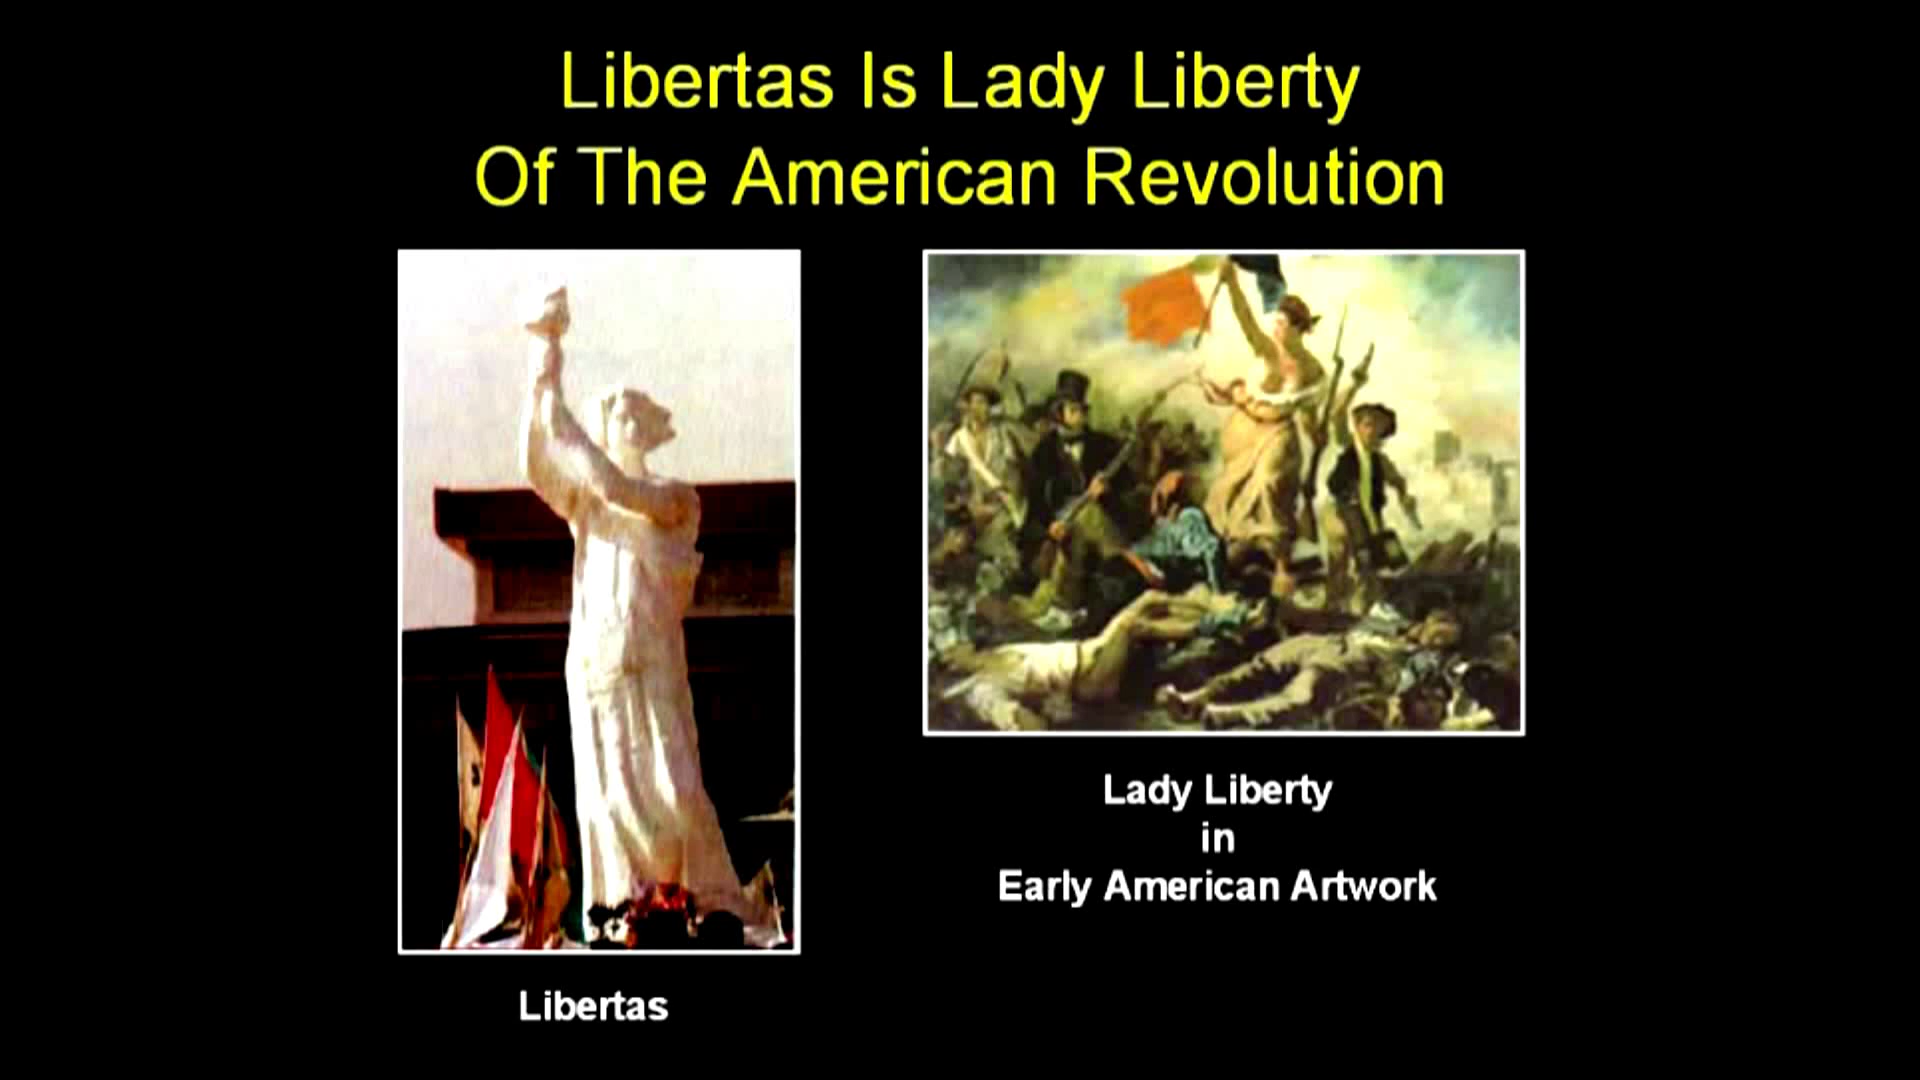 Libertas Is Lady Liberty
Of The American Revolution
Lady Liberty
in
Early American Artwork
Libertas